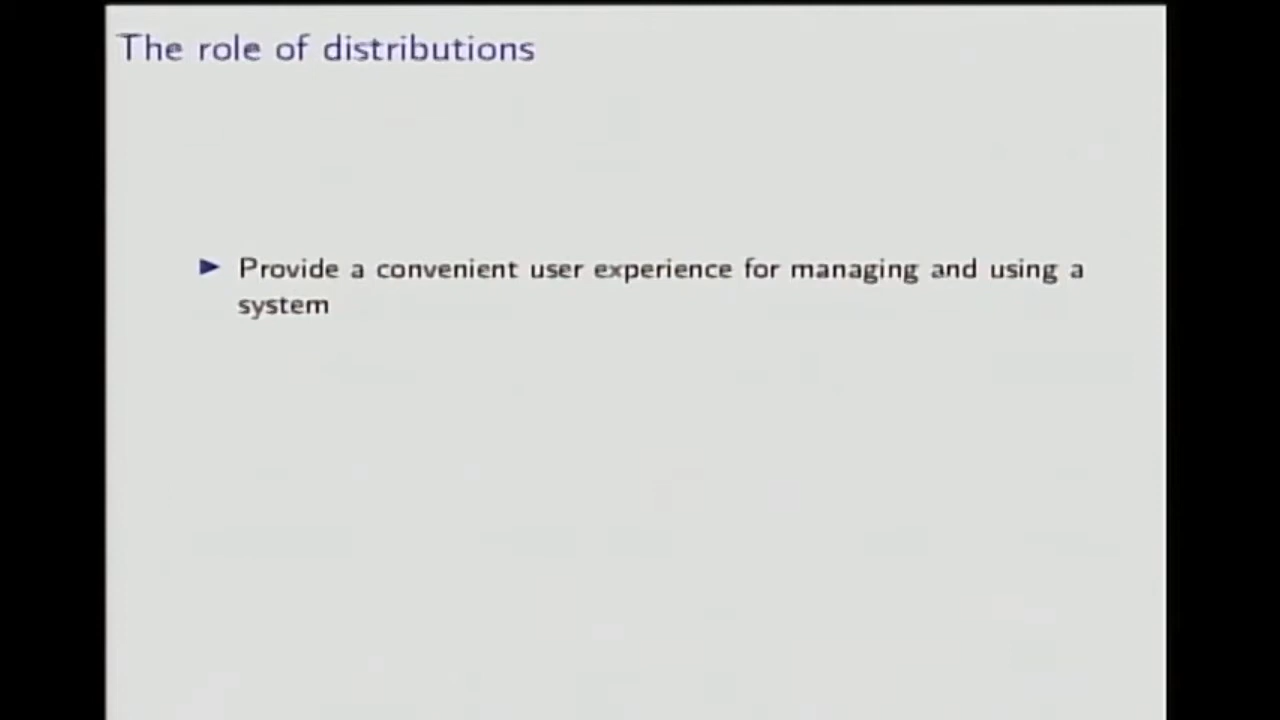 The role of distributions
Provide a convenient user experience for managing and using a
system